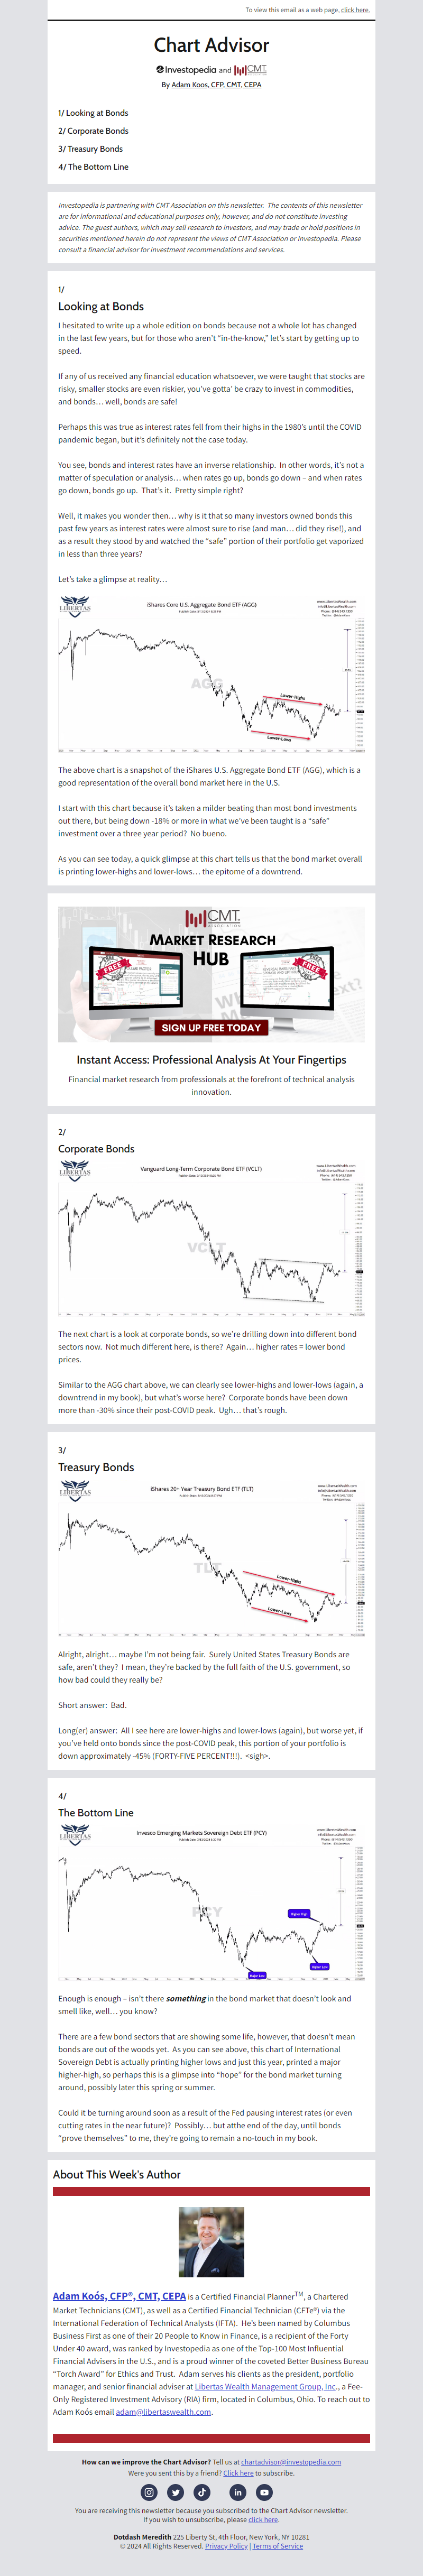 To view this email as a web page, click here.
Chart Advisor
Investopedia and CMT
By Adam Koos, CFP, CMT, CEPA
1/ Looking at Bonds
2/ Corporate Bonds
3/ Treasury Bonds
4/ The Bottom Line
Investopedia is partnering with CMT Association on this newsletter. The contents of this newsletter
are for informational and educational purposes only, however, and do not constitute investing
advice. The guest authors, which may sell research to investors, and may trade or hold positions in
securities mentioned herein do not represent the views of CMT Association or Investopedia. Please
consult a financial advisor for investment recommendations and services.
1/
Looking at Bonds
I hesitated to write up a whole edition on bonds because not a whole lot has changed
in the last few years, but for those who aren't "in-the-know," let's start by getting up to
speed.
If any of us received any financial education whatsoever, we were taught that stocks are
risky, smaller stocks are even riskier, you've gotta' be crazy to invest in commodities,
and bonds… well, bonds are safe!
Perhaps this was true as interest rates fell from their highs in the 1980's until the COVID
pandemic began, but it's definitely not the case today.
You see, bonds and interest rates have an inverse relationship. In other words, it's not a
matter of speculation or analysis… when rates go up, bonds go down – and when rates
go down, bonds go up. That's it. Pretty simple right?
Well, it makes you wonder then… why is it that so many investors owned bonds this
past few years as interest rates were almost sure to rise (and man… did they rise!), and
as a result they stood by and watched the "safe" portion of their portfolio get vaporized
in less than three years?
Let's take a glimpse at reality…
LIBERTAS
iShares Core U.S. Aggregate Bond ETF (AGG)
www.LibertasWealth.com
AGG
Lower-Highs
Lower-Lows
The above chart is a snapshot of the iShares U.S. Aggregate Bond ETF (AGG), which is a
good representation of the overall bond market here in the U.S.
I start with this chart because it's taken a milder beating than most bond investments
out there, but being down -18% or more in what we've been taught is a "safe"
investment over a three year period? No bueno.
As you can see today, a quick glimpse at this chart tells us that the bond market overall
is printing lower-highs and lower-lows… the epitome of a downtrend.
CMT
ASSOCIATION
MARKET RESEARCH
HUB
FREE
FREE
SIGN UP FREE TODAY
Instant Access: Professional Analysis At Your Fingertips
Financial market research from professionals at the forefront of technical analysis
innovation.
2/
Corporate Bonds
LIBERTAS
Vanguard Long-Term Corporate Bond ETF (VCLT)
www.LibertasWealth.com
VCLT
The next chart is a look at corporate bonds, so we're drilling down into different bond
sectors now. Not much different here, is there? Again… higher rates = lower bond
prices.
Similar to the AGG chart above, we can clearly see lower-highs and lower-lows (again, a
downtrend in my book), but what's worse here? Corporate bonds have been down
more than -30% since their post-COVID peak. Ugh… that's rough.
3/
Treasury Bonds
LIBERTAS
iShares 20+ Year Treasury Bond ETF (TLT)
www.LibertasWealth.com
TLT
Lower-Highs
Lower-Lows
Alright, alright… maybe I'm not being fair. Surely United States Treasury Bonds are
safe, aren't they? I mean, they're backed by the full faith of the U.S. government, so
how bad could they really be?
Short answer: Bad.
Long(er) answer: All I see here are lower-highs and lower-lows (again), but worse yet, if
you've held onto bonds since the post-COVID peak, this portion of your portfolio is
down approximately -45% (FORTY-FIVE PERCENT!!!). <sigh>.
4/
The Bottom Line
LIBERTAS
Invesco Emerging Markets Sovereign Debt ETF (PCY)
www.LibertasWealth.com
PCY
Higher High
Higher Low
Major Low
Enough is enough – isn't there something in the bond market that doesn't look and
smell like, well… you know?
There are a few bond sectors that are showing some life, however, that doesn't mean
bonds are out of the woods yet. As you can see above, this chart of International
Sovereign Debt is actually printing higher lows and just this year, printed a major
higher-high, so perhaps this is a glimpse into "hope" for the bond market turning
around, possibly later this spring or summer.
Could it be turning around soon as a result of the Fed pausing interest rates (or even
cutting rates in the near future)? Possibly… but atthe end of the day, until bonds
"prove themselves" to me, they're going to remain a no-touch in my book.
About This Week's Author
Adam Koós, CFP®, CMT, CEPA is a Certified Financial Planner™, a Chartered
Market Technicians (CMT), as well as a Certified Financial Technician (CFTe®) via the
International Federation of Technical Analysts (IFTA). He's been named by Columbus
Business First as one of their 20 People to Know in Finance, is a recipient of the Forty
Under 40 award, was ranked by Investopedia as one of the Top-100 Most Influential
Financial Advisers in the U.S., and is a proud winner of the coveted Better Business Bureau
"Torch Award" for Ethics and Trust. Adam serves his clients as the president, portfolio
manager, and senior financial adviser at Libertas Wealth Management Group, Inc., a Fee-
Only Registered Investment Advisory (RIA) firm, located in Columbus, Ohio. To reach out to
Adam Koós email adam@libertaswealth.com.
How can we improve the Chart Advisor? Tell us at chartadvisor@investopedia.com
Were you sent this by a friend? Click here to subscribe.
You are receiving this newsletter because you subscribed to the Chart Advisor newsletter.
If you wish to unsubscribe, please click here.
Dotdash Meredith 225 Liberty St, 4th Floor, New York, NY 10281
© 2024 All Rights Reserved. Privacy Policy | Terms of Service